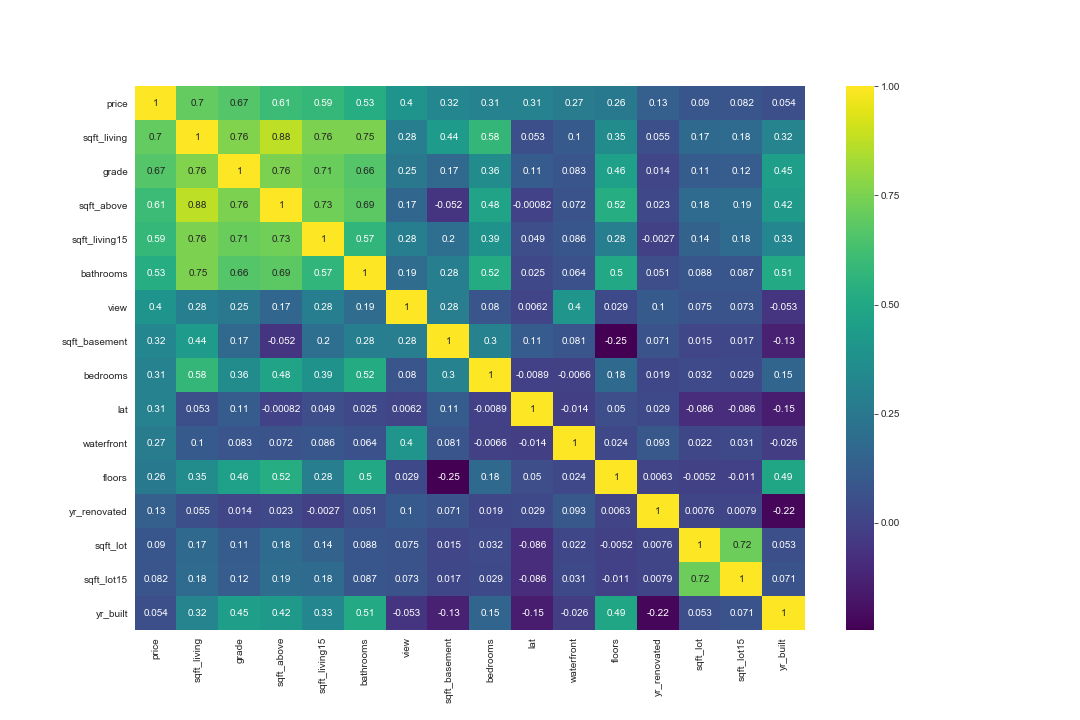 1.00
price 1 0.7 0.67 0.61 0.59 0.53 0.4 0.32 0.31 0.31 0.27 0.26 0.13 0.09 0.082 0.054
sqft_living 0.7 1 0.76 0.88 0.76 0.75 0.28 0.44 0.58 0.053 0.1 0.35 0.055 0.17 0.18 0.32
grade 0.67 0.76 1 0.76 0.71 0.66 0.25 0.17 0.36 0.11 0.083 0.46 0.014 0.11 0.12 0.45
0.75
sqft_above 0.61 0.88 0.76 1 0.73 0.69 0.17 -0.052 0.48 -0.00082 0.072 0.52 0.023 0.18 0.19 0.42
sqft_living15 0.59 0.76 0.71 0.73 1 0.57 0.28 0.2 0.39 0.049 0.086 0.28 -0.0027 0.14 0.18 0.33
bathrooms 0.53 0.75 0.66 0.69 0.57 1 0.19 0.28 0.52 0.025 0.064 0.5 0.051 0.088 0.087 0.51
view 0.4 0.28 0.25 0.17 0.28 0.19 1 0.28 0.08 0.0062 0.4 0.029 0.1 0.075 0.073 -0.053
0.50
sqft_basement 0.32 0.44 0.17 -0.052 0.2 0.28 0.28 1 0.3 0.11 0.081 -0.25 0.071 0.015 0.017 -0.13
bedrooms 0.31 0.58 0.36 0.48 0.39 0.52 0.08 0.3 1 -0.0089 -0.0066 0.18 0.019 0.032 0.029 0.15
lat 0.31 0.053 0.11 -0.00082 0.049 0.025 0.0062 0.11 -0.0089 1 -0.014 0.05 0.029 -0.086 -0.086 -0.15
0.25
waterfront 0.27 0.1 0.083 0.072 0.086 0.064 0.4 0.081 -0.0066 -0.014 1 0.024 0.093 0.022 0.031 -0.026
floors 0.26 0.35 0.46 0.52 0.28 0.5 0.029 -0.25 0.18 0.05 0.024 1 0.0063 -0.0052 -0.011 0.49
yr_renovated 0.13 0.055 0.014 0.023 -0.0027 0.051 0.1 0.071 0.019 0.029 0.093 0.0063 1 0.0076 0.0079 -0.22
0.00
sqft_lot 0.09 0.17 0.11 0.18 0.14 0.088 0.075 0.015 0.032 -0.086 0.022 -0.0052 0.0076 1 0.72 0.053
sqft_lot15 0.082 0.18 0.12 0.19 0.18 0.087 0.073 0.017 0.029 -0.086 0.031 -0.011 0.0079 0.72 1 0.071
yr_built 0.054 0.32 0.45 0.42 0.33 0.51 -0.053 -0.13 0.15 -0.15 -0.026 0.49 -0.22 0.053 0.071 1
price
sqft_living
grade
sqft_above
sqft_living15
bathrooms
view
sqft_basement
bedrooms
lat
waterfront
floors
yr_renovated
sqft_lot
sqft_lot15
yr_built